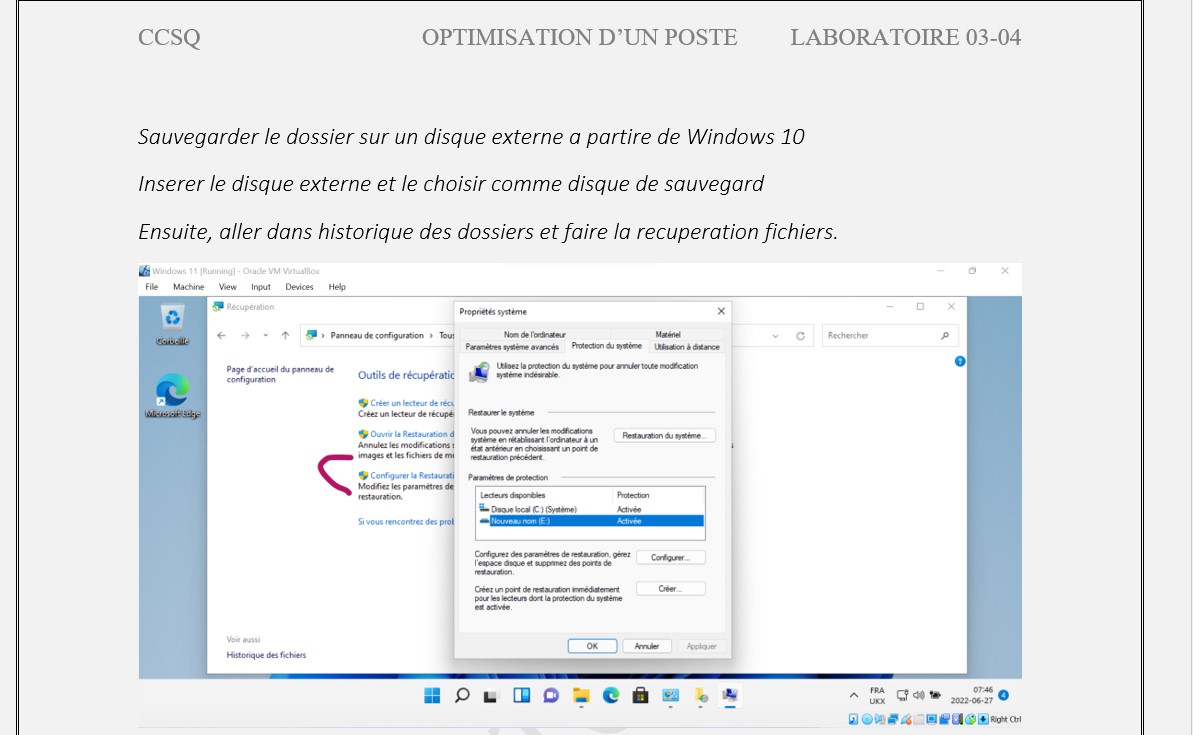 CCSQ OPTIMISATION D’UN POSTE LABORATOIRE 03-04
Sauvegarder le dossier sur un disque externe a partire de Windows 10
Inserer le disque externe et le choisir comme disque de sauvegard
Ensuite, aller dans historique des dossiers et faire la recuperation fichiers.
Windows 11 [Running] - Oracle VM VirtualBox
File Machine View Input Devices Help
Corbeille
Microsoft Edge
Récupération
Panneau de configuration › Tous
Rechercher
Page d'accueil du panneau de
configuration
Outils de récupératio
Créer un lecteur de récu
Créez un lecteur de récupé
Ouvrir la Restauration d
Annulez les modifications
images et les fichiers de m
Configurer la Restaurati
Modifiez les paramètres de
restauration.
Si vous rencontrez des prob
Voir aussi
Historique des fichiers
Propriétés système
Nom de l'ordinateur Matériel
Paramètres système avancés Protection du système Utilisation à distance
Utilisez la protection du système pour annuler toute modification
système indésirable.
Restaurer le système
Vous pouvez annuler les modifications
système en rétablissant l'ordinateur à un
état antérieur en choisissant un point de
restauration précédent.
Restauration du système...
Paramètres de protection
Lecteurs disponibles Protection
Disque local (C:) (Système) Activée
Nouveau nom (E:) Activée
Configurez des paramètres de restauration, gérez
l'espace disque et supprimez des points de
restauration.
Configurer...
Créez un point de restauration immédiatement
pour les lecteurs dont la protection du système
est activée.
Créer...
OK Annuler Appliquer
FRA
UKX
07:46
2022-06-27
4
Right Ctrl